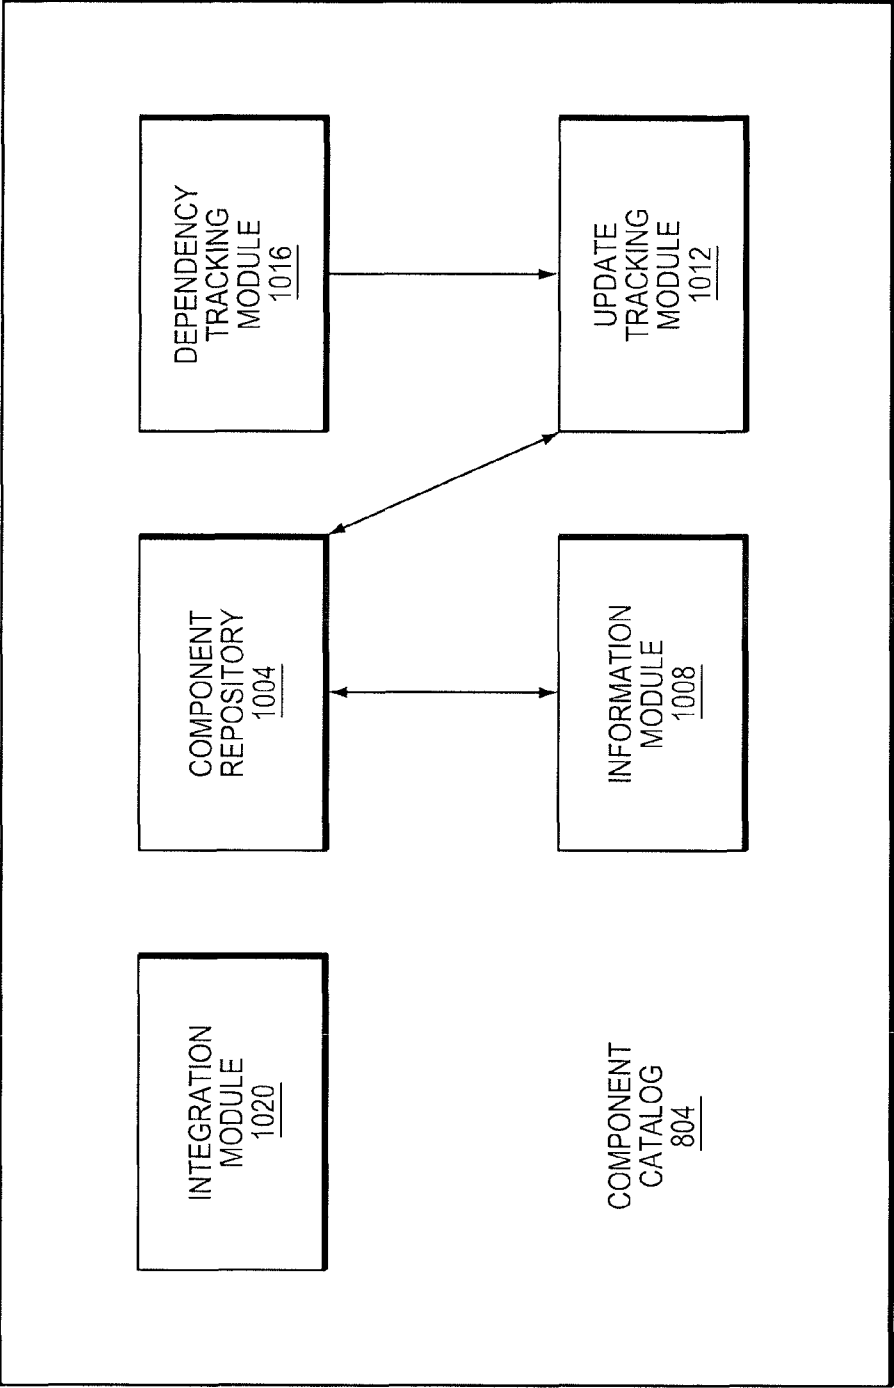 INTEGRATION
MODULE
1020
COMPONENT
REPOSITORY
1004
DEPENDENCY
TRACKING
MODULE
1016
COMPONENT
CATALOG
804
INFORMATION
MODULE
1008
UPDATE
TRACKING
MODULE
1012